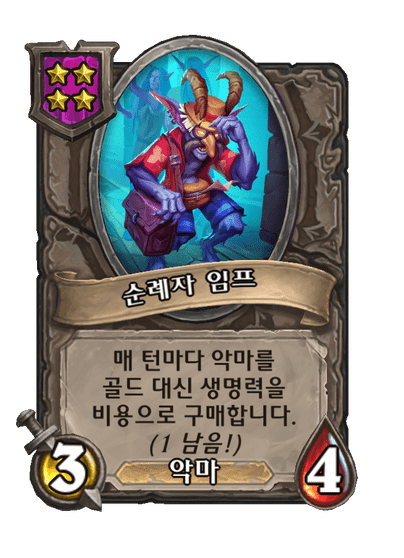 순례자 임프
매 턴마다 악마를
골드 대신 생명력을
비용으로 구매합니다.
(1 남음!)
악마
3
4